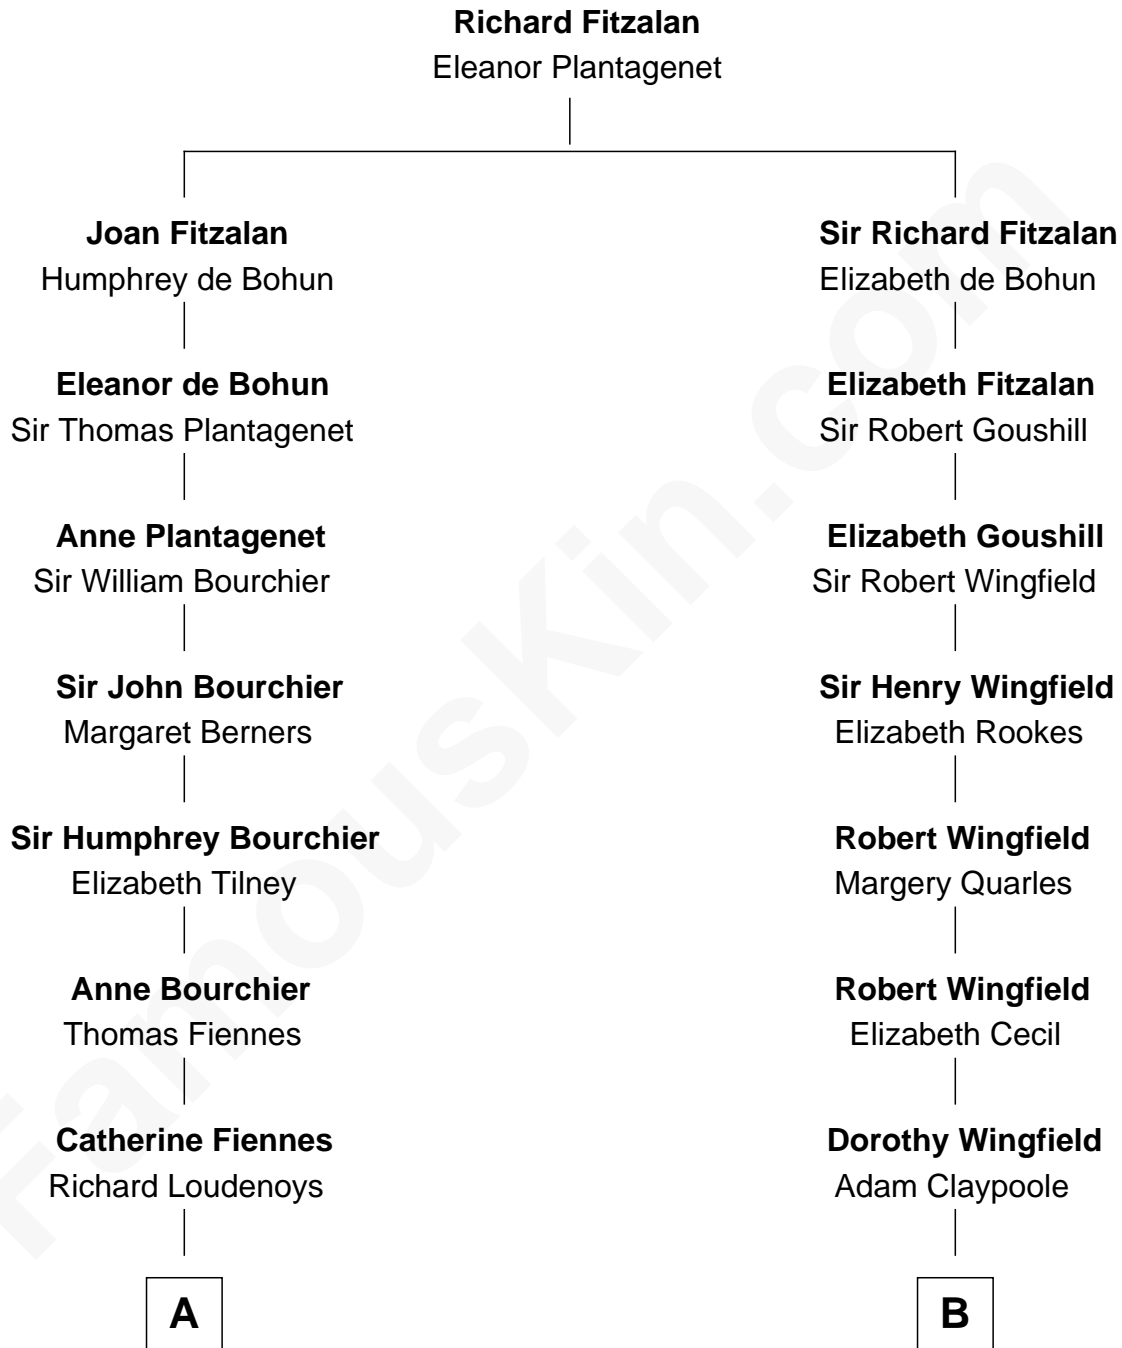 Richard Fitzalan
Eleanor Plantagenet
Joan Fitzalan
Humphrey de Bohun
Sir Richard Fitzalan
Elizabeth de Bohun
Eleanor de Bohun
Sir Thomas Plantagenet
Elizabeth Fitzalan
Sir Robert Goushill
Anne Plantagenet
Sir William Bourchier
Elizabeth Goushill
Sir Robert Wingfield
Sir John Bourchier
Margaret Berners
Sir Henry Wingfield
Elizabeth Rookes
Sir Humphrey Bourchier
Elizabeth Tilney
Robert Wingfield
Margery Quarles
Anne Bourchier
Thomas Fiennes
Robert Wingfield
Elizabeth Cecil
Catherine Fiennes
Richard Loudenoys
Dorothy Wingfield
Adam Claypoole
A
B
FamousKin.com